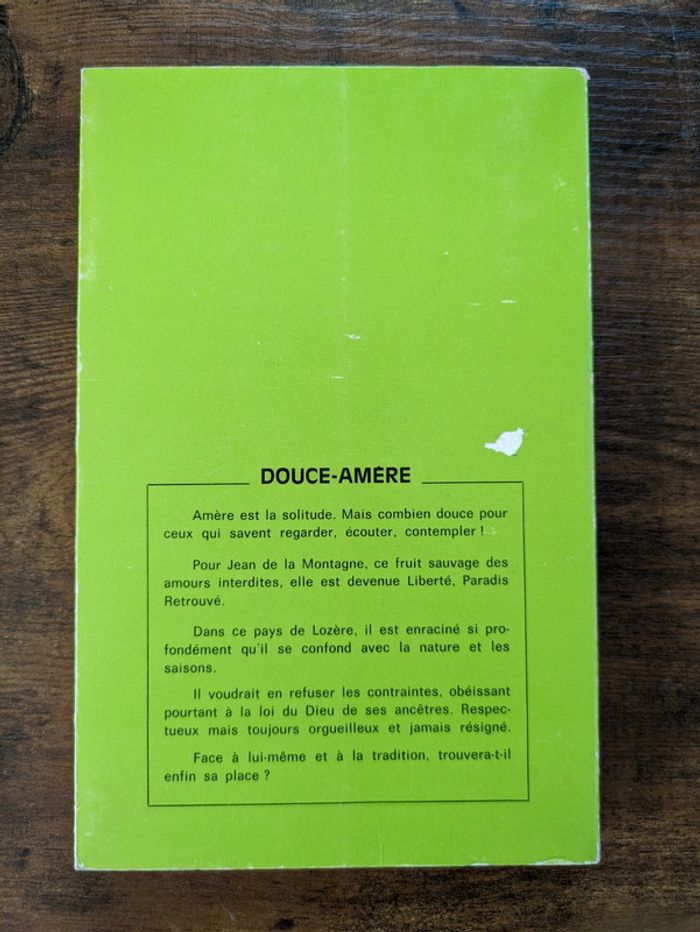 DOUCE-AMÈRE
Amère est la solitude. Mais combien douce pour
ceux qui savent regarder, écouter, contempler !
Pour Jean de la Montagne, ce fruit sauvage des
amours interdites, elle est devenue Liberté, Paradis
Retrouvé.
Dans ce pays de Lozère, il est enraciné si pro-
fondément qu'il se confond avec la nature et les
saisons.
Il voudrait en refuser les contraintes, obéissant
pourtant à la loi du Dieu de ses ancêtres. Respec-
tueux mais toujours orgueilleux et jamais résigné.
Face à lui-même et à la tradition, trouvera-t-il
enfin sa place ?